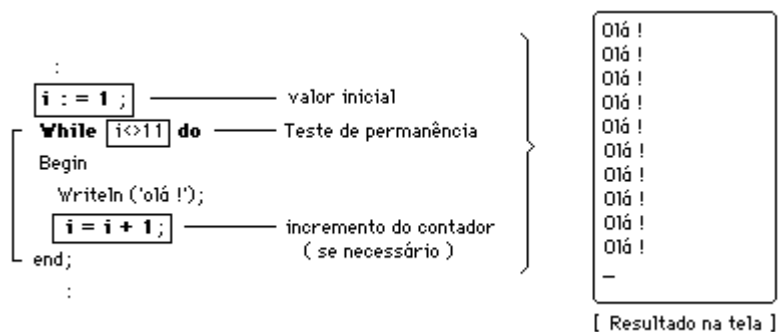 :
i : = 1 ;
valor inicial
While i<>11 do
Teste de permanência
Begin
Writeln ('olá !');
i = i + 1 ;
incremento do contador
( se necessário )
end;
:
Olá !
Olá !
Olá !
Olá !
Olá !
Olá !
Olá !
Olá !
Olá !
Olá !
_
[ Resultado na tela ]